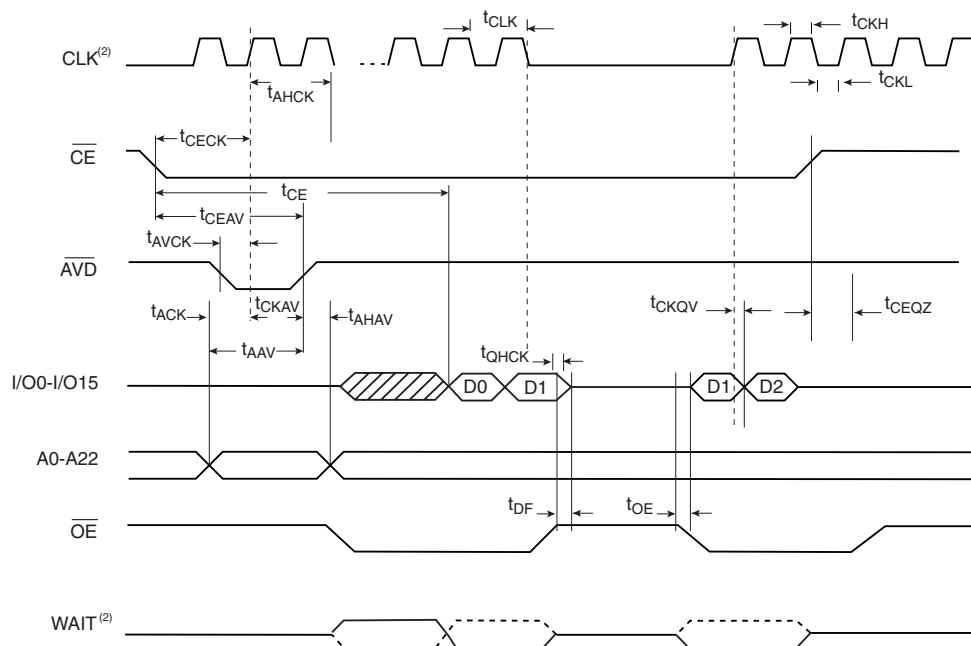 tCLK
tCKH
CLK(2)
tCKL
tAHCK
tCECK
CE
tCE
tCEAV
tAVCK
AVD
tCKAV
tACK
tAHAV
tCKQV
tCEQZ
tAAV
tQHCK
I/O0-I/O15
D0
D1
D1
D2
A0-A22
tDF
tOE
OE
WAIT(2)